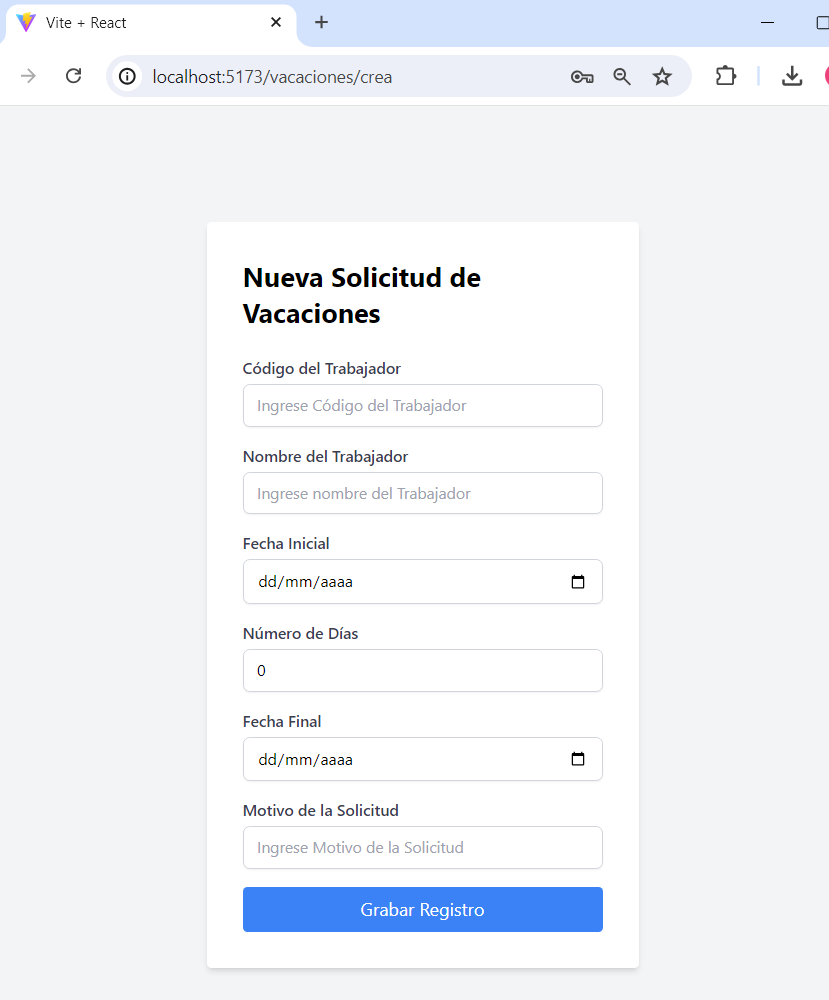 Vite + React
localhost:5173/vacaciones/crea
Nueva Solicitud de
Vacaciones
Código del Trabajador
Ingrese Código del Trabajador
Nombre del Trabajador
Ingrese nombre del Trabajador
Fecha Inicial
dd/mm/aaaa
Número de Días
0
Fecha Final
dd/mm/aaaa
Motivo de la Solicitud
Ingrese Motivo de la Solicitud
Grabar Registro